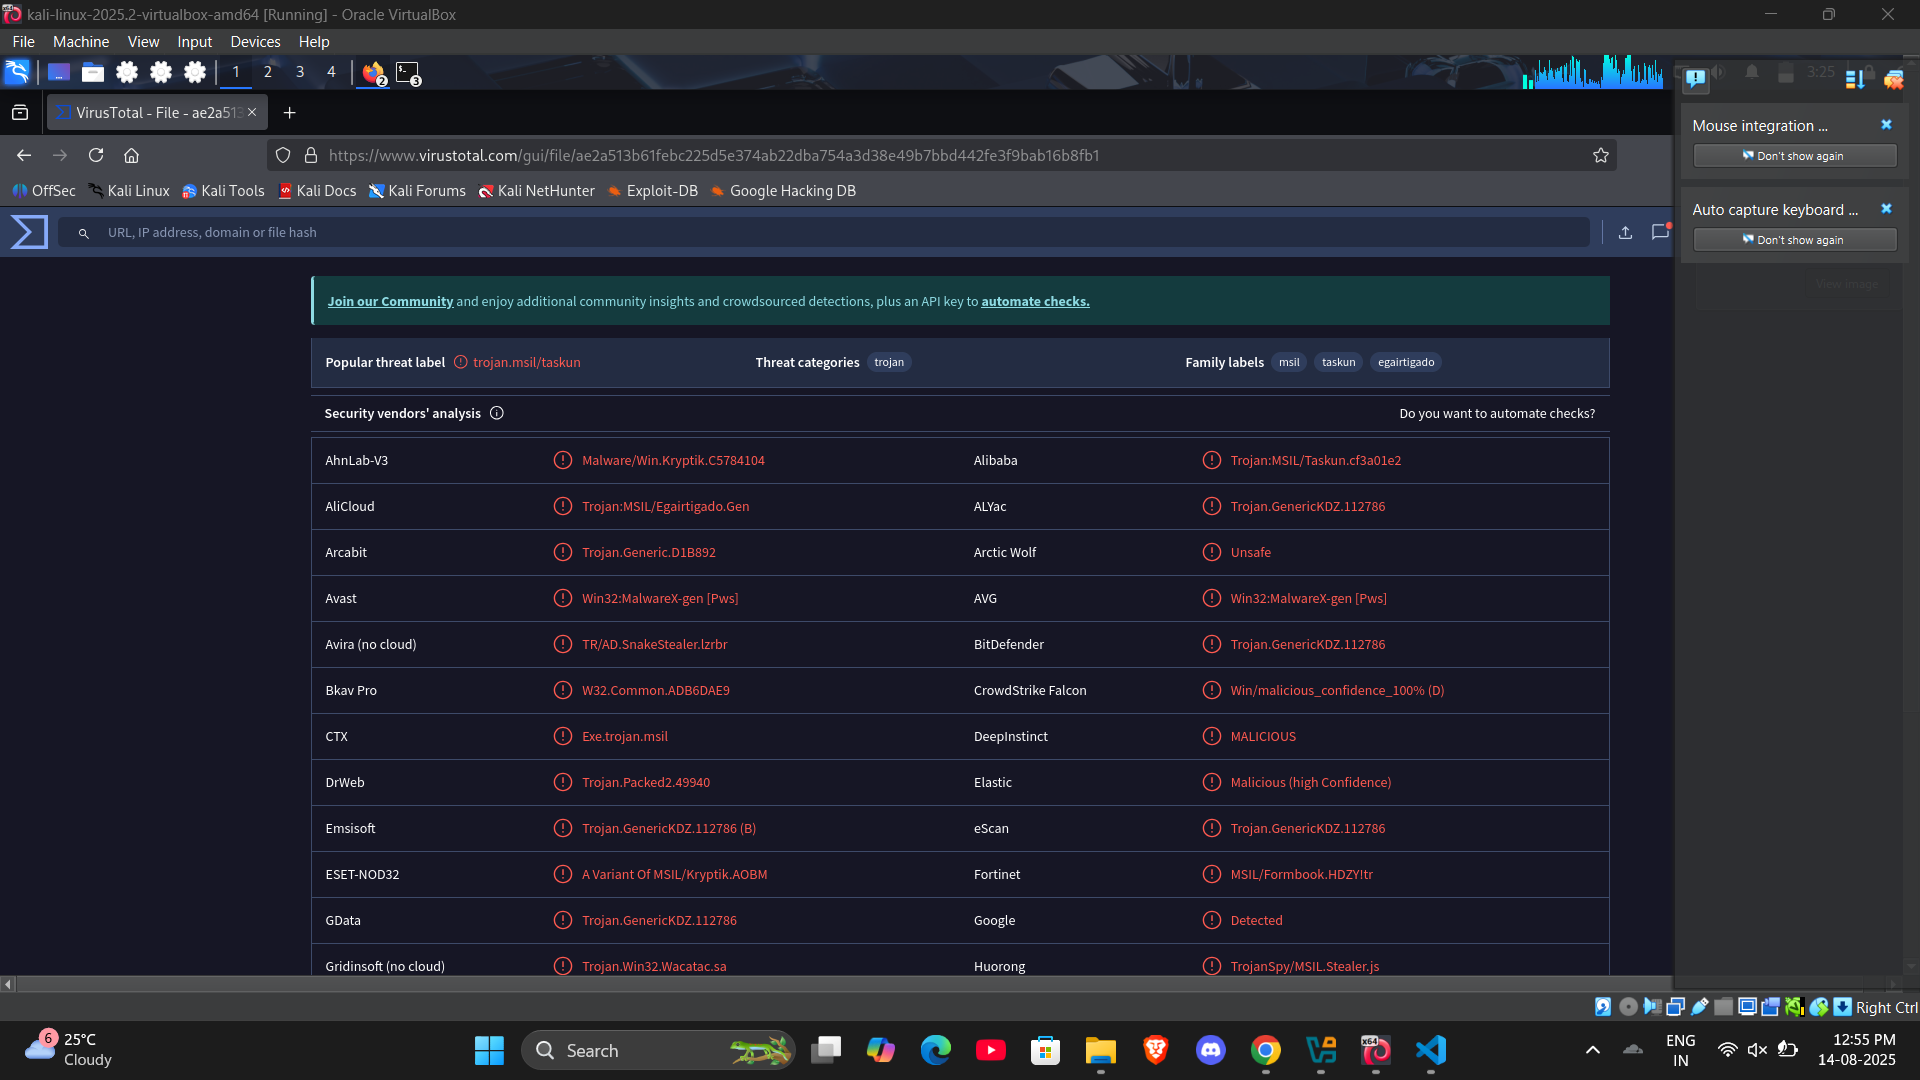 kali-linux-2025.2-virtualbox-amd64 [Running] - Oracle VirtualBox
File Machine View Input Devices Help
1 2 3 4 2 3 3:25
VirusTotal - File - ae2a513
https://www.virustotal.com/gui/file/ae2a513b61febc225d5e374ab22dba754a3d38e49b7bbd442fe3f9bab16b8fb1
OffSec Kali Linux Kali Tools Kali Docs Kali Forums Kali NetHunter Exploit-DB Google Hacking DB
URL, IP address, domain or file hash
Mouse integration ...
Don't show again
Auto capture keyboard ...
Don't show again
View image
Join our Community and enjoy additional community insights and crowdsourced detections, plus an API key to automate checks.
Popular threat label trojan.msil/taskun Threat categories trojan Family labels msil taskun egairtigado
Security vendors' analysis Do you want to automate checks?
AhnLab-V3 Malware/Win.Kryptik.C5784104 Alibaba Trojan:MSIL/Taskun.cf3a01e2
AliCloud Trojan:MSIL/Egairtigado.Gen ALYac Trojan.GenericKDZ.112786
Arcabit Trojan.Generic.D1B892 Arctic Wolf Unsafe
Avast Win32:MalwareX-gen [Pws] AVG Win32:MalwareX-gen [Pws]
Avira (no cloud) TR/AD.SnakeStealer.lzrbr BitDefender Trojan.GenericKDZ.112786
Bkav Pro W32.Common.ADB6DAE9 CrowdStrike Falcon Win/malicious_confidence_100% (D)
CTX Exe.trojan.msil DeepInstinct MALICIOUS
DrWeb Trojan.Packed2.49940 Elastic Malicious (high Confidence)
Emsisoft Trojan.GenericKDZ.112786 (B) eScan Trojan.GenericKDZ.112786
ESET-NOD32 A Variant Of MSIL/Kryptik.AOBM Fortinet MSIL/Formbook.HDZY!tr
GData Trojan.GenericKDZ.112786 Google Detected
Gridinsoft (no cloud) Trojan.Win32.Wacatac.sa Huorong TrojanSpy/MSIL.Stealer.js
Right Ctrl
6 25°C
Cloudy
Search
x64
ENG
IN
12:55 PM
14-08-2025